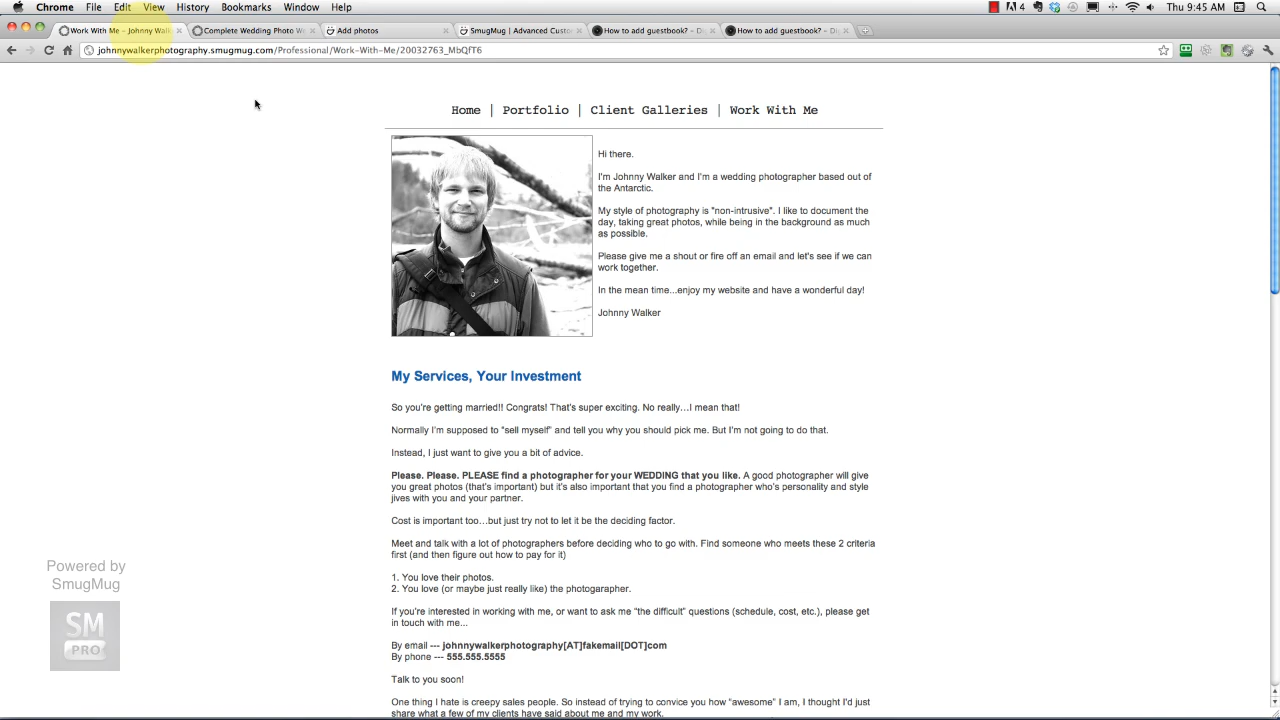 Chrome File Edit View History Bookmarks Window Help
4 Thu 9:45 AM
Work With Me – Johnny Walk
Complete Wedding Photo We
Add photos
SmugMug | Advanced Custom
How to add guestbook? - D
How to add guestbook? - D
johnnywalkerphotography.smugmug.com/Professional/Work-With-Me/20032763_MbQfT6
Home | Portfolio | Client Galleries | Work With Me
Hi there.
I'm Johnny Walker and I'm a wedding photographer based out of
the Antarctic.
My style of photography is "non-intrusive". I like to document the
day, taking great photos, while being in the background as much
as possible.
Please give me a shout or fire off an email and let's see if we can
work together.
In the mean time...enjoy my website and have a wonderful day!
Johnny Walker
My Services, Your Investment
So you're getting married!! Congrats! That's super exciting. No really…I mean that!
Normally I'm supposed to “sell myself” and tell you why you should pick me. But I'm not going to do that.
Instead, I just want to give you a bit of advice.
Please. Please. PLEASE find a photographer for your WEDDING that you like. A good photographer will give
you great photos (that's important) but it's also important that you find a photographer who's personality and style
jives with you and your partner.
Cost is important too…but just try not to let it be the deciding factor.
Meet and talk with a lot of photographers before deciding who to go with. Find someone who meets these 2 criteria
first (and then figure out how to pay for it)
1. You love their photos.
2. You love (or maybe just really like) the photogarapher.
If you're interested in working with me, or want to ask me “the difficult” questions (schedule, cost, etc.), please get
in touch with me...
By email --- johnnywalkerphotography[AT]fakemail[DOT]com
By phone --- 555.555.5555
Talk to you soon!
One thing I hate is creepy sales people. So instead of trying to convice you how “awesome” I am, I thought I'd just
share what a few of my clients have said about me and my work.
Powered by
SmugMug
SM
PRO